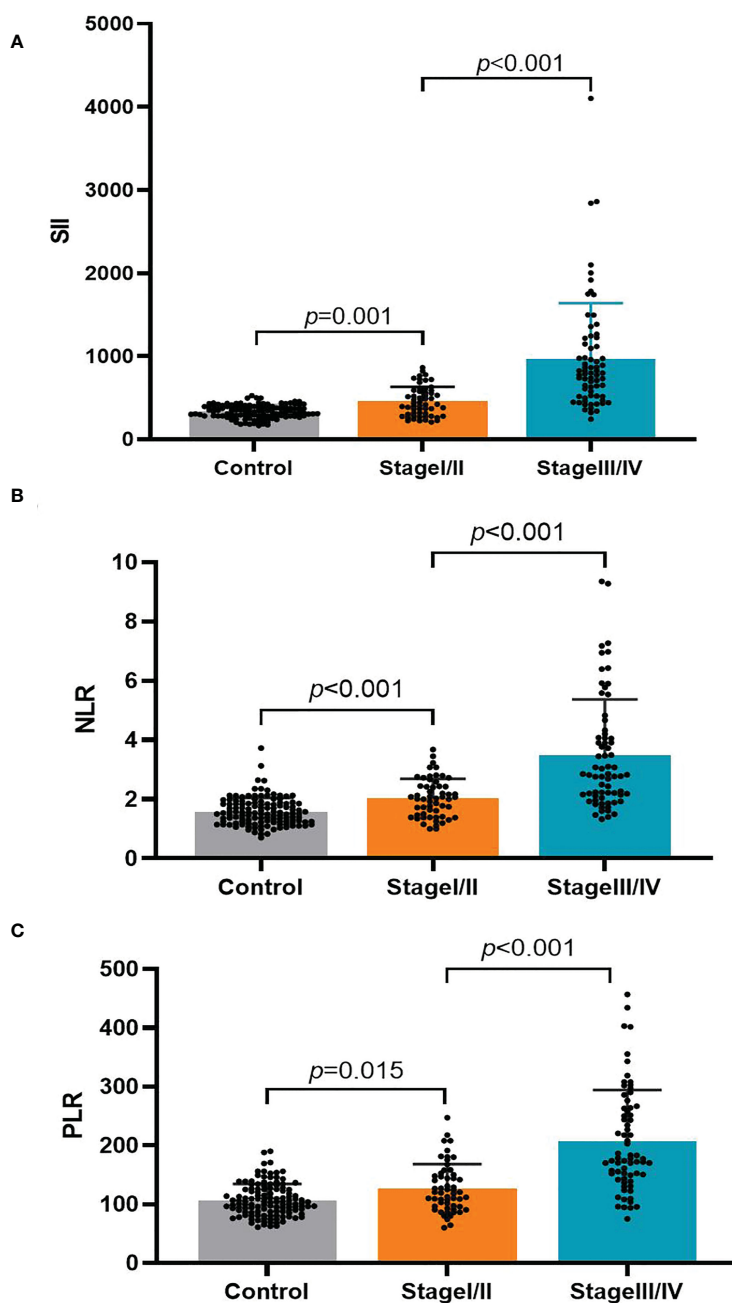 A
5000
p<0.001
4000
3000
SII
2000
p=0.001
1000
0
Control
StageI/II
StageIII/IV
B
p<0.001
10
8
p<0.001
6
NLR
4
2
0
Control
StageI/II
StageIII/IV
C
p<0.001
500
400
p=0.015
300
PLR
200
100
0
Control
StageI/II
StageIII/IV